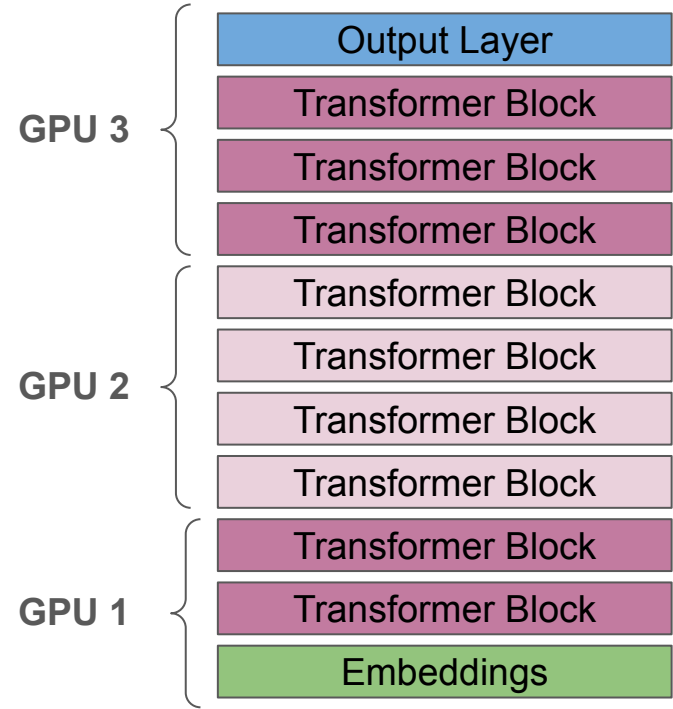 Output Layer
Transformer Block
GPU 3
Transformer Block
Transformer Block
Transformer Block
Transformer Block
GPU 2
Transformer Block
Transformer Block
Transformer Block
GPU 1
Transformer Block
Embeddings